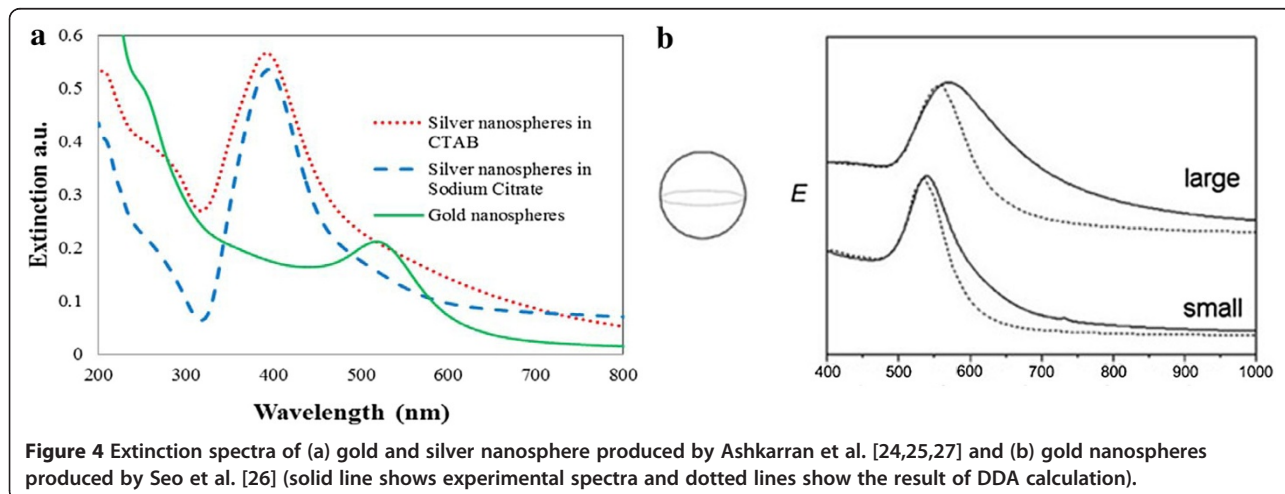 a
b
0.6
0.5
0.4
0.3
0.2
0.1
0
Extinction a.u.
200 300 400 500 600 700 800
Wavelength (nm)
Silver nanospheres in
CTAB
Silver nanospheres in
Sodium Citrate
Gold nanospheres
E
large
small
400 500 600 700 800 900 1000
Figure 4 Extinction spectra of (a) gold and silver nanosphere produced by Ashkarran et al. [24,25,27] and (b) gold nanospheres
produced by Seo et al. [26] (solid line shows experimental spectra and dotted lines show the result of DDA calculation).